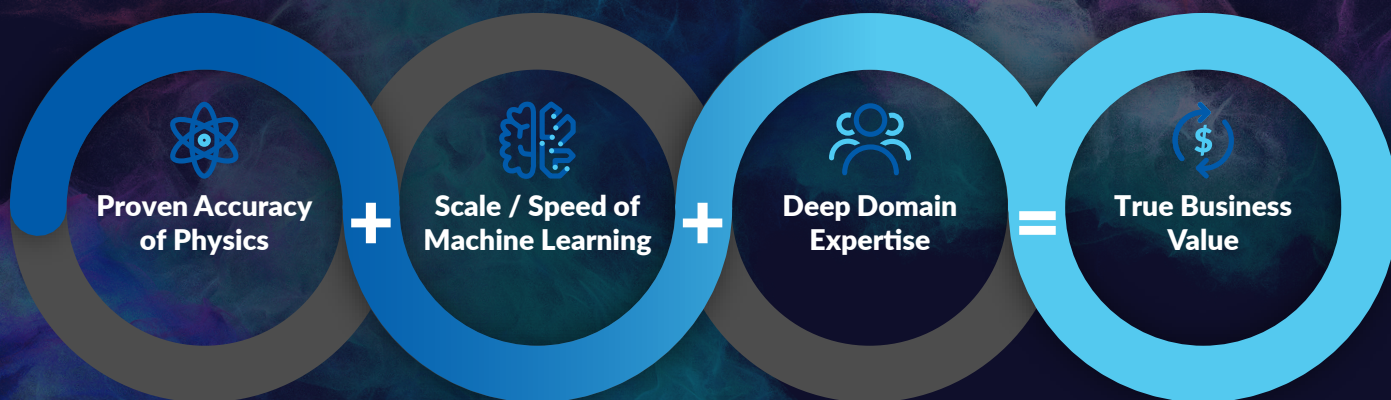 Proven Accuracy
of Physics
+
Scale / Speed of
Machine Learning
+
Deep Domain
Expertise
=
$
True Business
Value